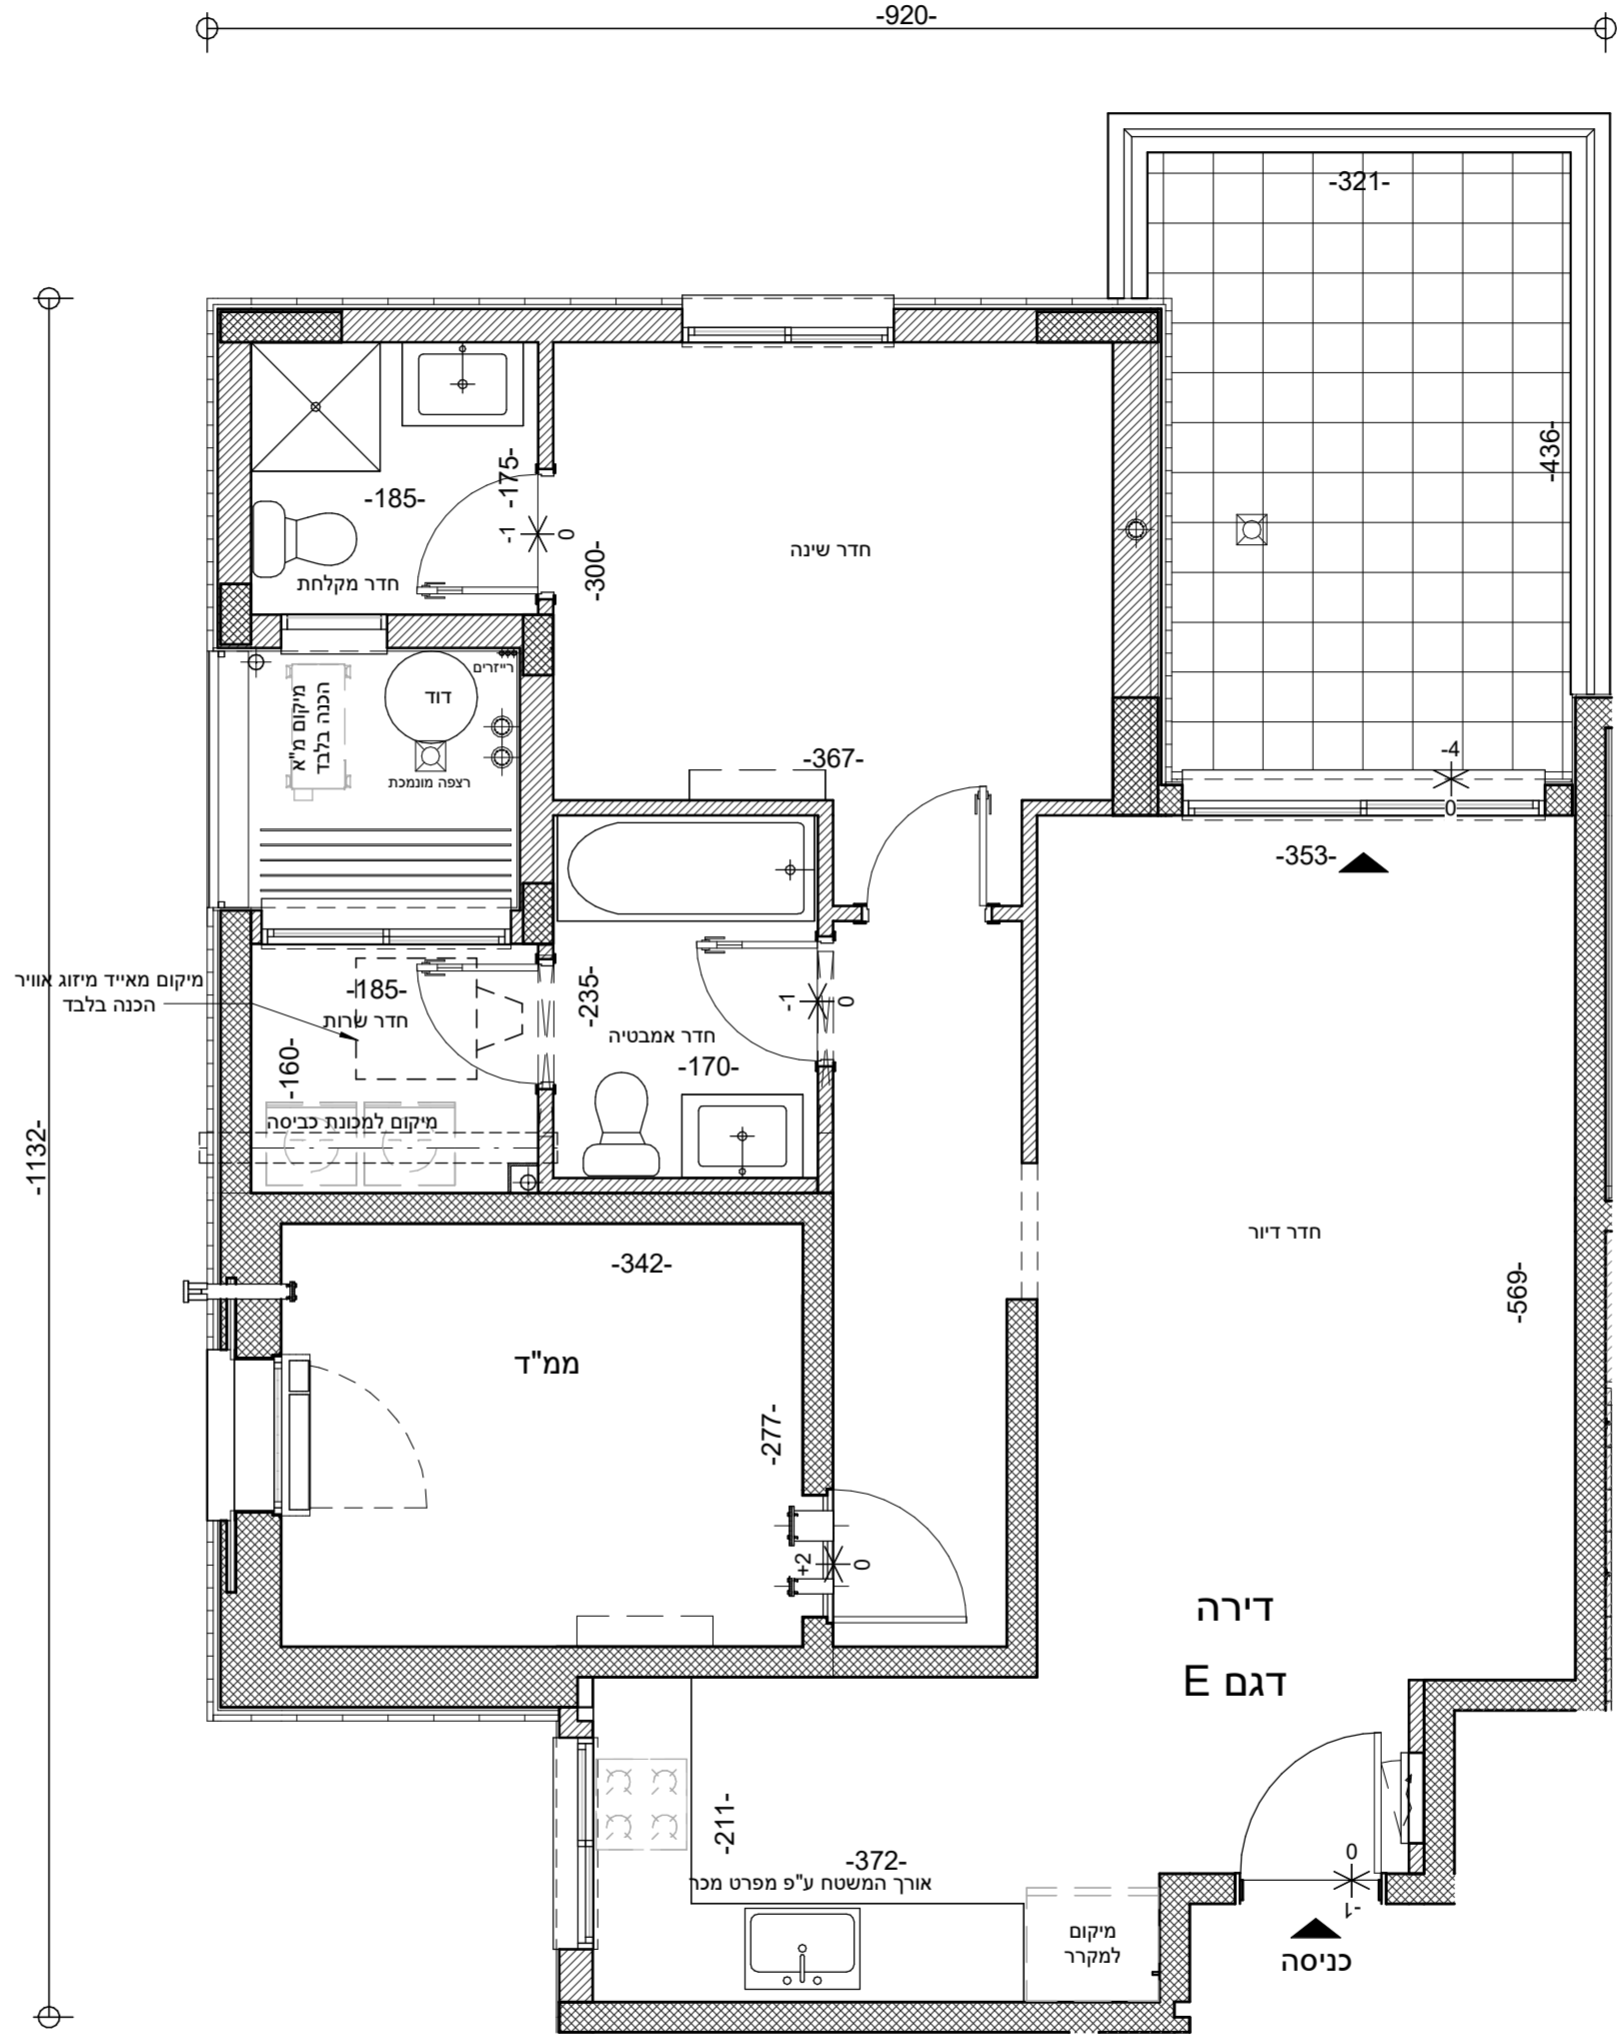 -920-
-321-
-436-
-175-
-185-
-1
0
-300-
חדר שינה
חדר מקלחת
רייזרים
דוד
מיקום מ"א
הכנה בלבד
רצפה מונמכת
-367-
-4
0
-353-
מיקום מאייד מיזוג אוויר
הכנה בלבד
-185-
חדר שרות
-160-
מיקום למכונת כביסה
-235-
חדר אמבטיה
-170-
-1
0
-1132-
חדר דיור
-569-
-342-
ממ"ד
-277-
+2
0
דירה
דגם E
-211-
-372-
אורך המשטח ע"פ מפרט מכר
מיקום
למקרר
0
-1
כניסה